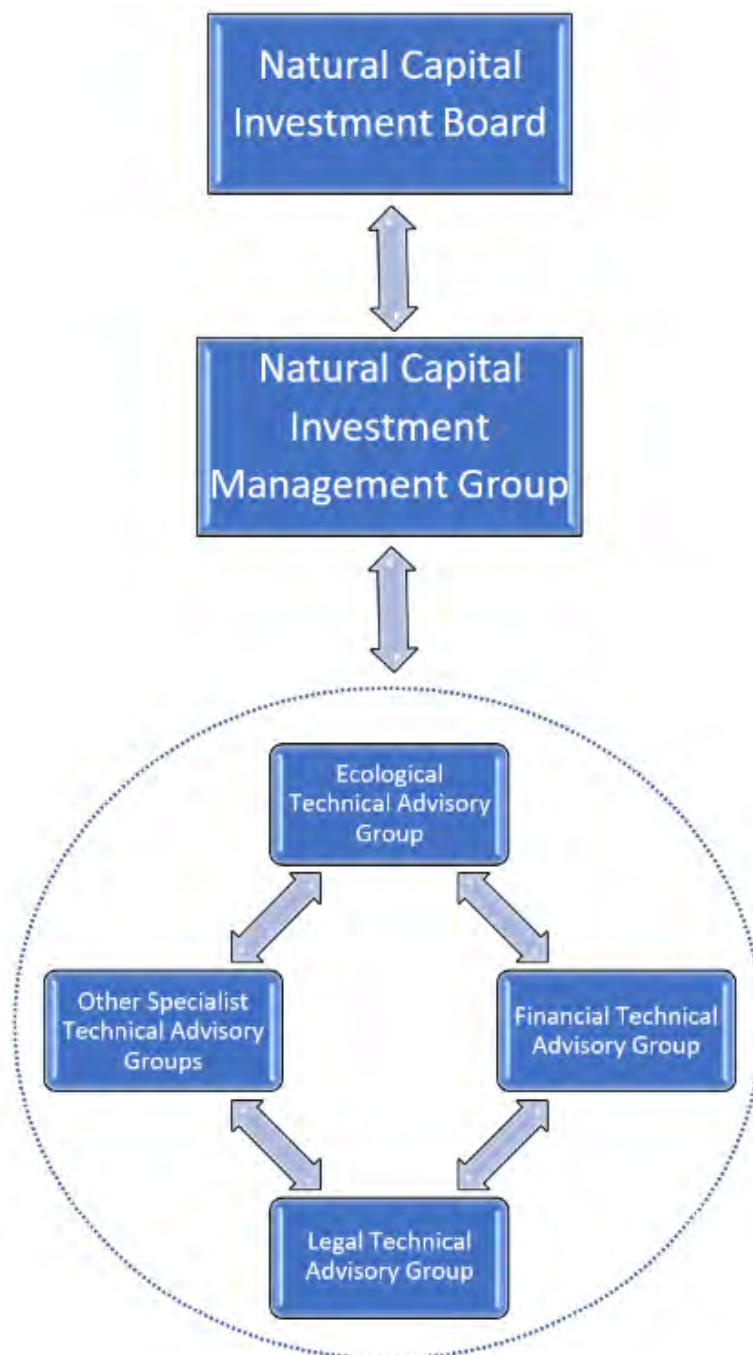 Natural Capital
Investment Board
Natural Capital
Investment
Management Group
Ecological
Technical Advisory
Group
Other Specialist
Technical Advisory
Groups
Financial Technical
Advisory Group
Legal Technical
Advisory Group